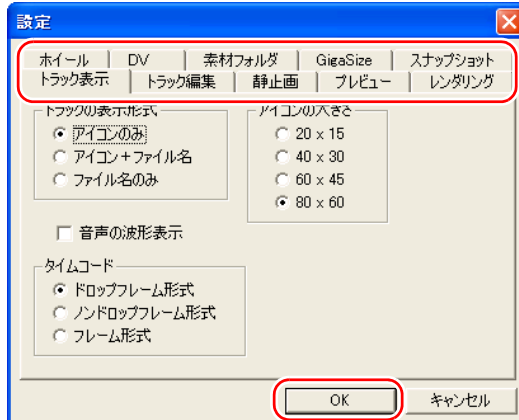 設定
ホイール DV 素材フォルダ GigaSize スナップショット
トラック表示 トラック編集 静止画 プレビュー レンダリング
トラックの表示形式
アイコンのみ
アイコン+ファイル名
ファイル名のみ
アイコンの大きさ
20 x 15
40 x 30
60 x 45
80 x 60
音声の波形表示
タイムコード
ドロップフレーム形式
ノンドロップフレーム形式
フレーム形式
OK キャンセル